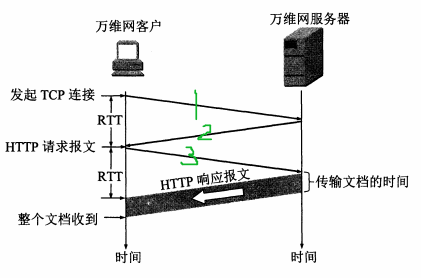 万维网客户
万维网服务器
发起 TCP 连接
1
RTT
2
HTTP 请求报文
3
RTT
HTTP 响应报文
传输文档的时间
整个文档收到
时间
时间